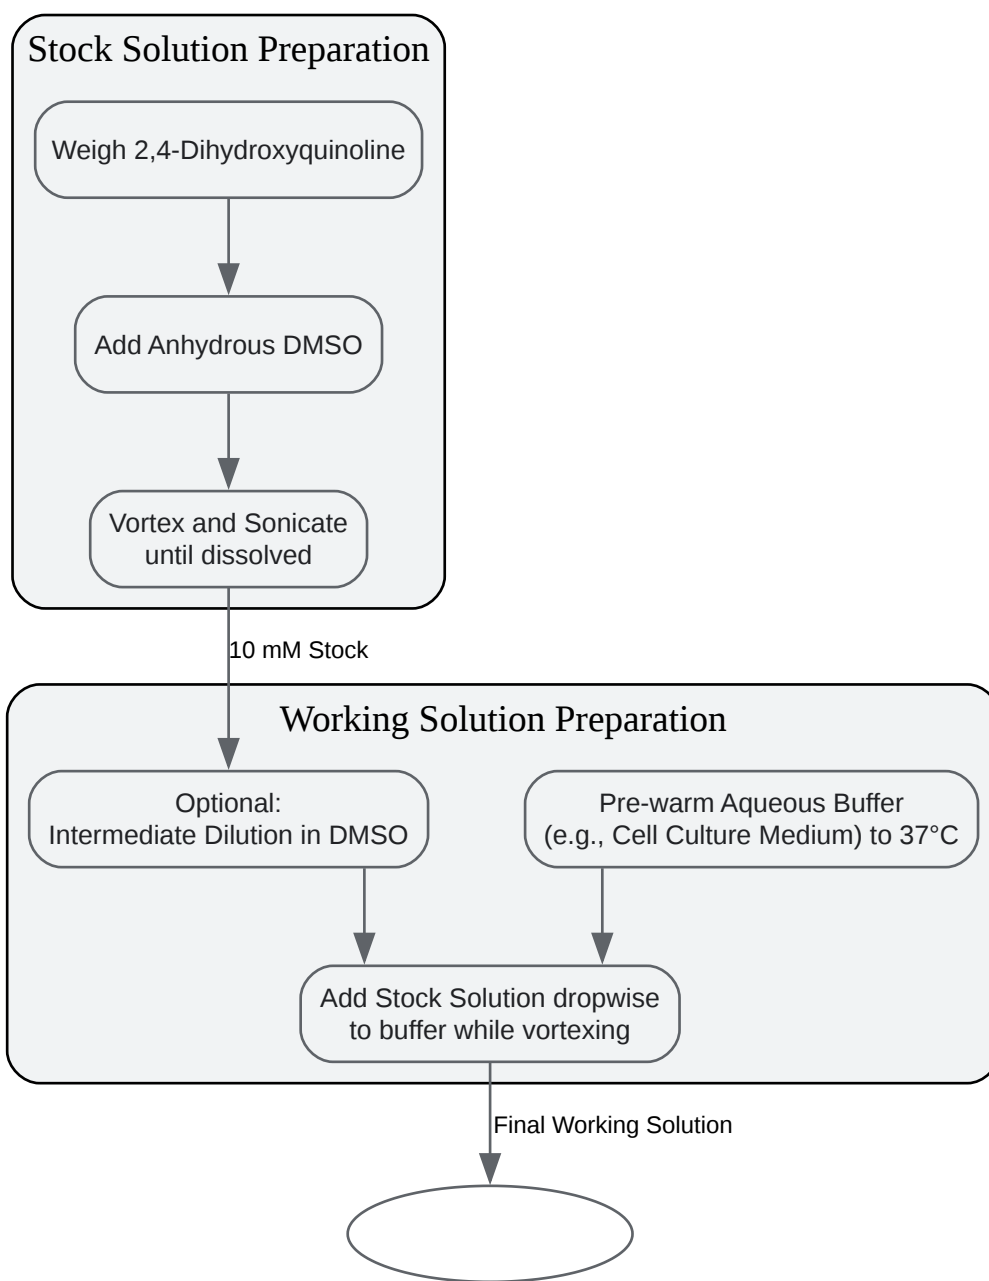 Stock Solution Preparation
Weigh 2,4-Dihydroxyquinoline
Add Anhydrous DMSO
Vortex and Sonicate
until dissolved
10 mM Stock
Working Solution Preparation
Optional:
Intermediate Dilution in DMSO
Pre-warm Aqueous Buffer
(e.g., Cell Culture Medium) to 37°C
Add Stock Solution dropwise
to buffer while vortexing
Final Working Solution